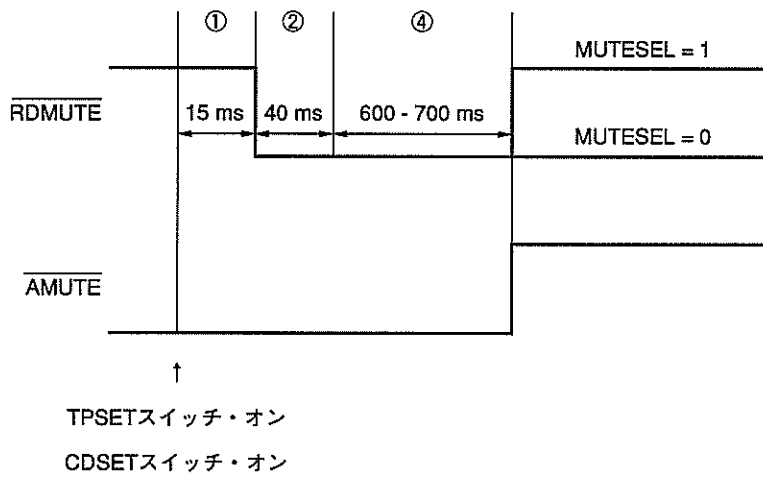 ① ② ④
MUTESEL = 1
RDMUTE
15 ms 40 ms 600 - 700 ms
MUTESEL = 0
AMUTE
↑
TPSETスイッチ・オン
CDSETスイッチ・オン